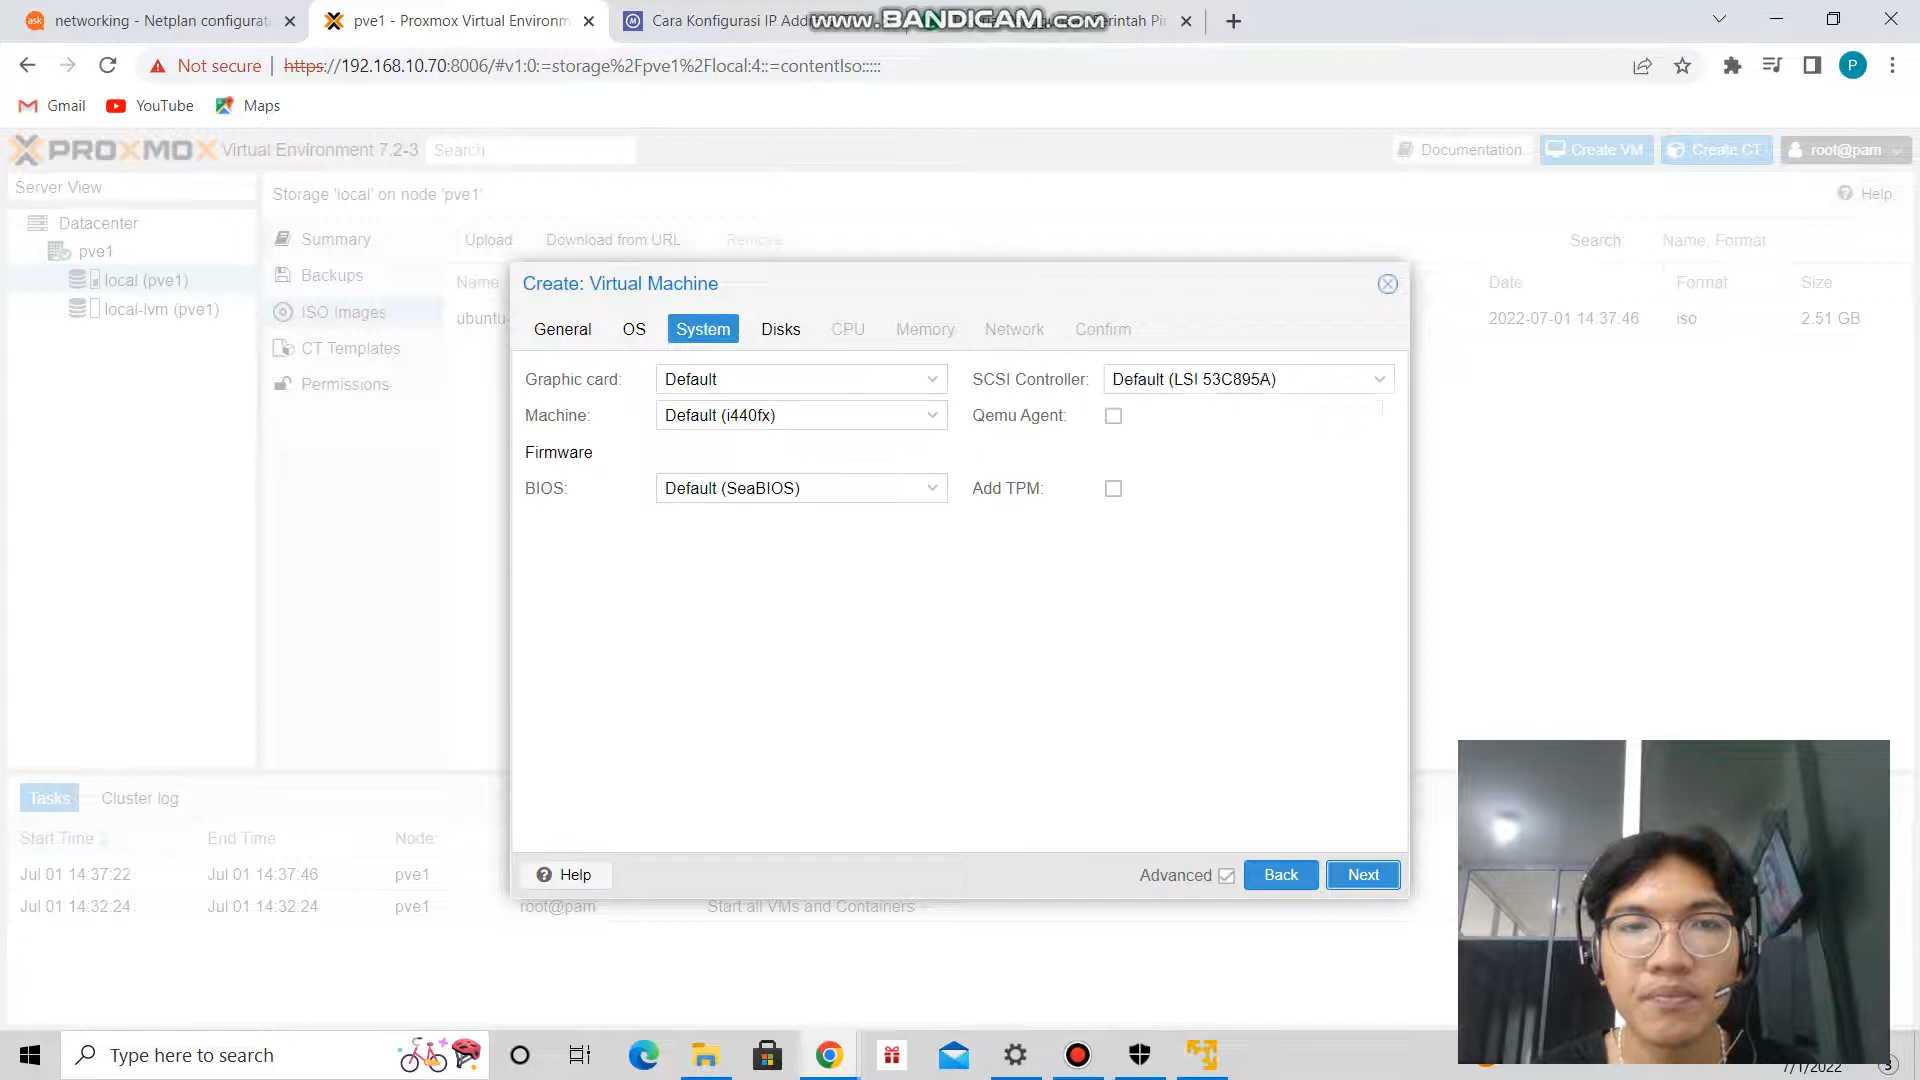 networking - Netplan configurat
pve1 - Proxmox Virtual Environm
Cara Konfigurasi IP Add
WWW.BANDICAM.COM
Perintah Pi
Not secure
https://192.168.10.70:8006/#v1:0:=storage%2Fpve1%2Flocal:4::=contentIso:::::
P
Gmail
YouTube
Maps
PROXMOX Virtual Environment 7.2-3
Search
Documentation
Create VM
Create CT
root@pam
Server View
Storage 'local' on node 'pve1'
Help
Datacenter
pve1
local (pve1)
local-lvm (pve1)
Summary
Backups
ISO Images
CT Templates
Permissions
Upload
Download from URL
Remove
Search:
Name, Format
Name
Date
Format
Size
ubuntu-
2022-07-01 14:37:46
iso
2.51 GB
Create: Virtual Machine
General
OS
System
Disks
CPU
Memory
Network
Confirm
Graphic card:
Default
SCSI Controller:
Default (LSI 53C895A)
Machine:
Default (i440fx)
Qemu Agent:
Firmware
BIOS:
Default (SeaBIOS)
Add TPM:
Help
Advanced
Back
Next
Tasks
Cluster log
Start Time
End Time
Node
Jul 01 14:37:22
Jul 01 14:37:46
pve1
Jul 01 14:32:24
Jul 01 14:32:24
pve1
root@pam
Start all VMs and Containers
Type here to search
7/1/2022
3